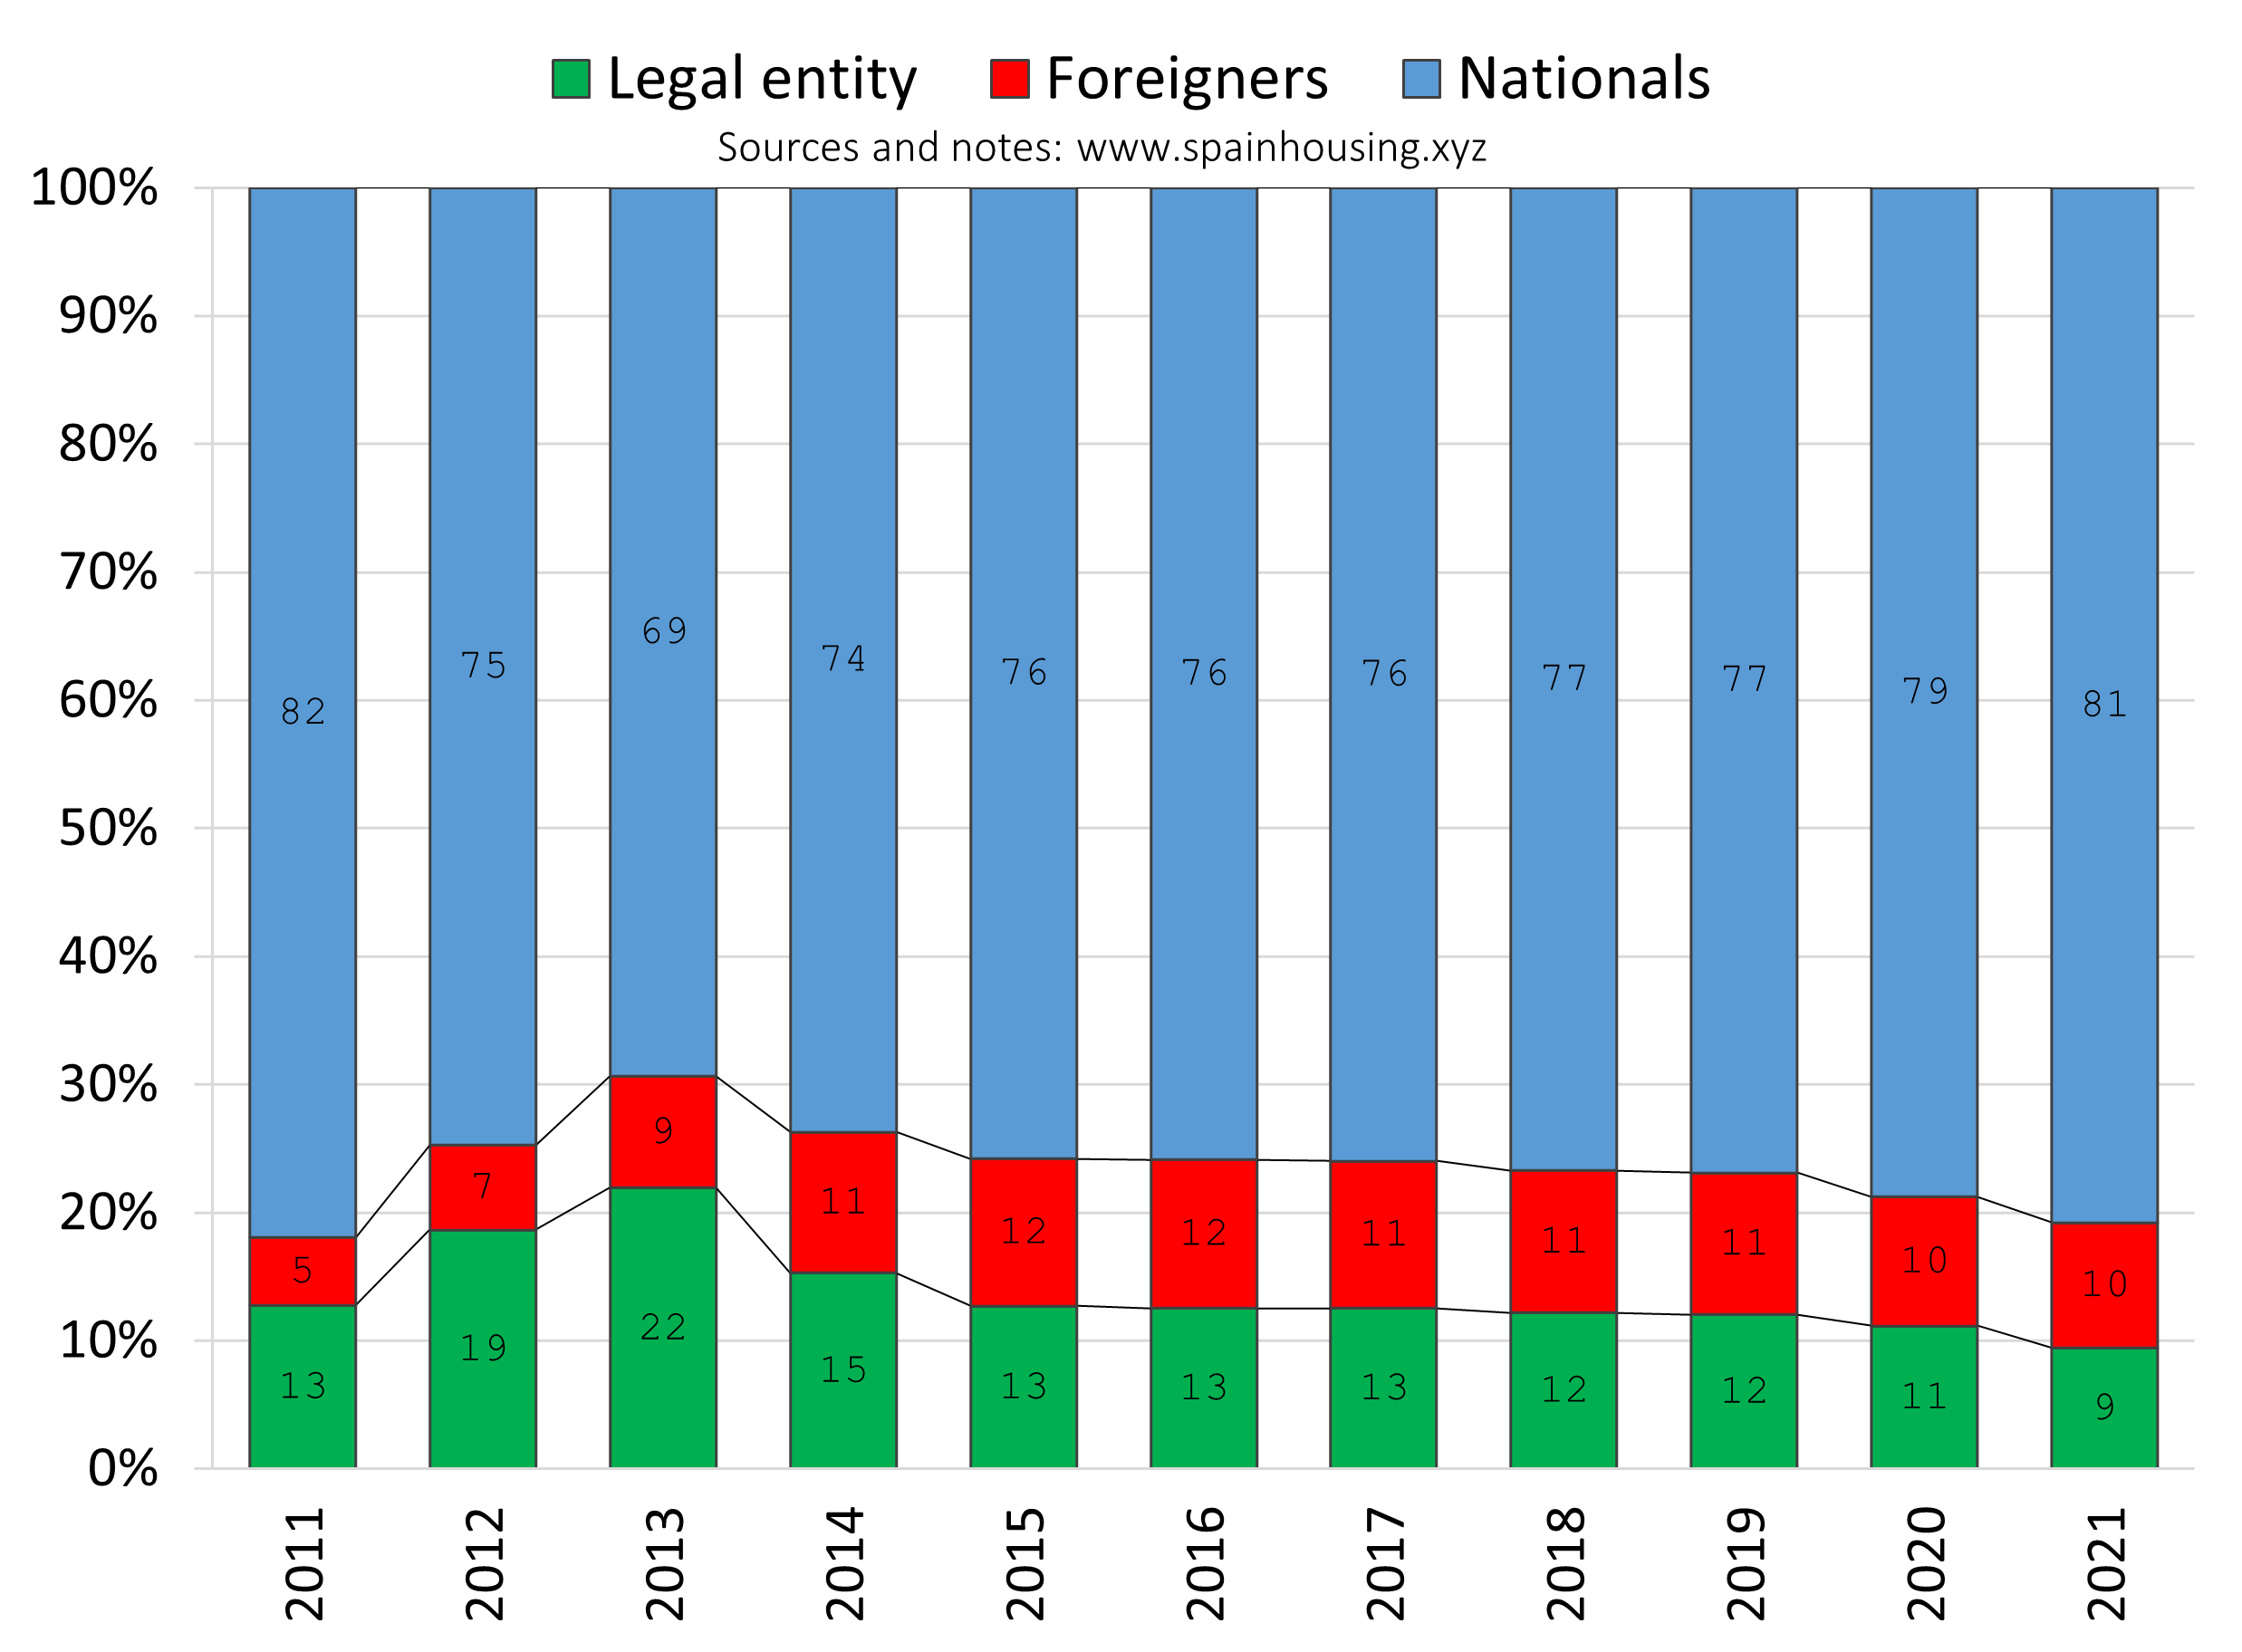 Legal entity Foreigners Nationals
Sources and notes: www.spainhousing.xyz
100%
90%
80%
70%
60%
50%
40%
30%
20%
10%
0%
82 75 69 74 76 76 76 77 77 79 81
5 7 9 11 12 12 11 11 11 10 10
13 19 22 15 13 13 13 12 12 11 9
2011 2012 2013 2014 2015 2016 2017 2018 2019 2020 2021